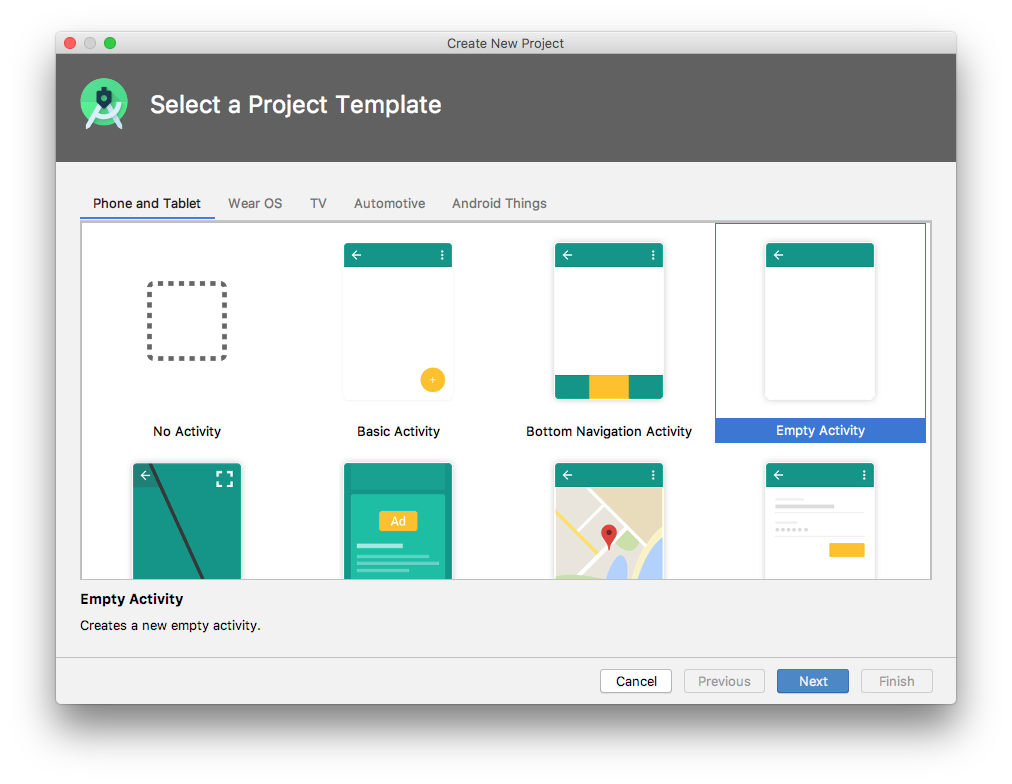 Create New Project
Select a Project Template
Phone and Tablet Wear OS TV Automotive Android Things
No Activity Basic Activity Bottom Navigation Activity Empty Activity
Ad
Empty Activity
Creates a new empty activity.
Cancel Previous Next Finish